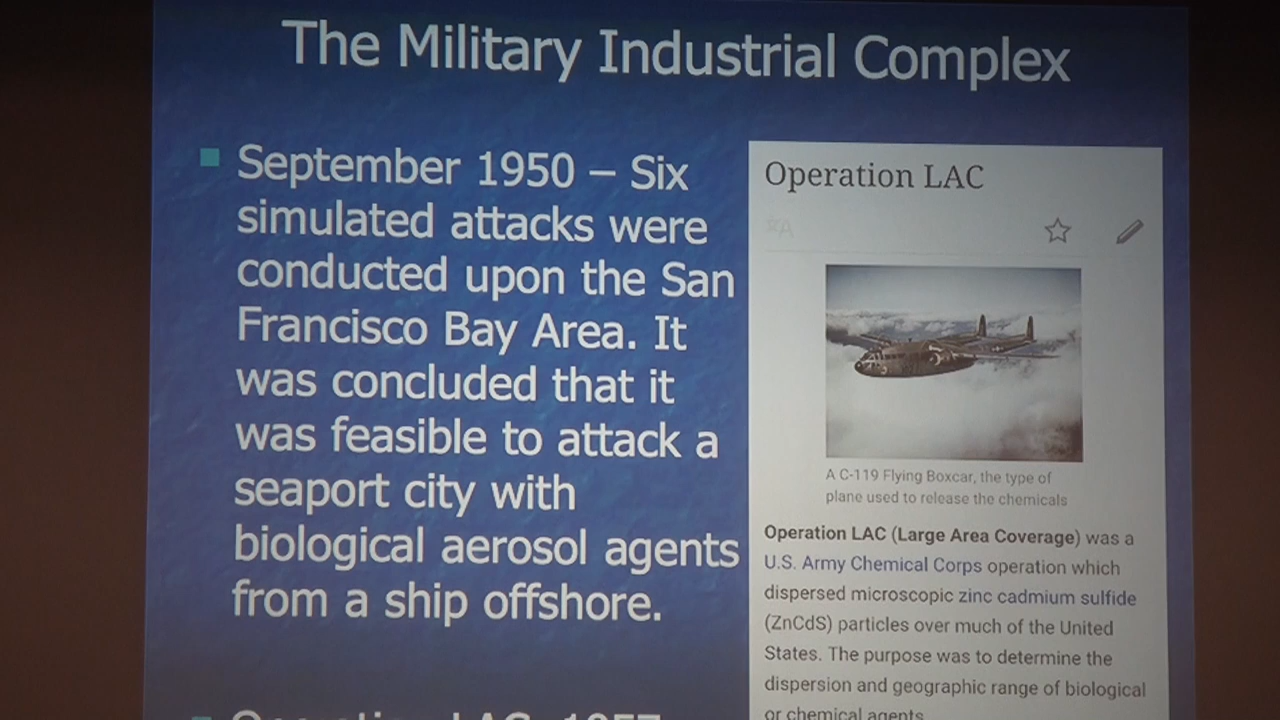 The Military Industrial Complex
September 1950 – Six
simulated attacks were
conducted upon the San
Francisco Bay Area. It
was concluded that it
was feasible to attack a
seaport city with
biological aerosol agents
from a ship offshore.
Operation LAC
A C-119 Flying Boxcar, the type of
plane used to release the chemicals
Operation LAC (Large Area Coverage) was a
U.S. Army Chemical Corps operation which
dispersed microscopic zinc cadmium sulfide
(ZnCdS) particles over much of the United
States. The purpose was to determine the
dispersion and geographic range of biological
or chemical agents.